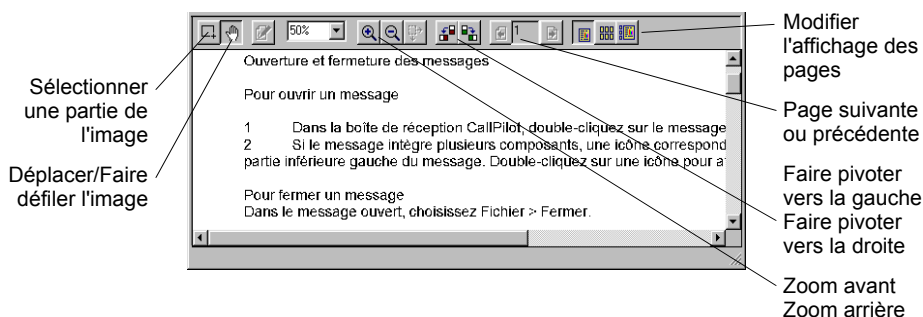 Sélectionner
une partie de
l'image
Déplacer/Faire
défiler l'image
50%
1
Ouverture et fermeture des messages
Pour ouvrir un message
1 Dans la boîte de réception CallPilot, double-cliquez sur le message
2 Si le message intègre plusieurs composants, une icône correspond
partie inférieure gauche du message. Double-cliquez sur une icône pour
Pour fermer un message
Dans le message ouvert, choisissez Fichier > Fermer.
Modifier
l'affichage des
pages
Page suivante
ou précédente
Faire pivoter
vers la gauche
Faire pivoter
vers la droite
Zoom avant
Zoom arrière